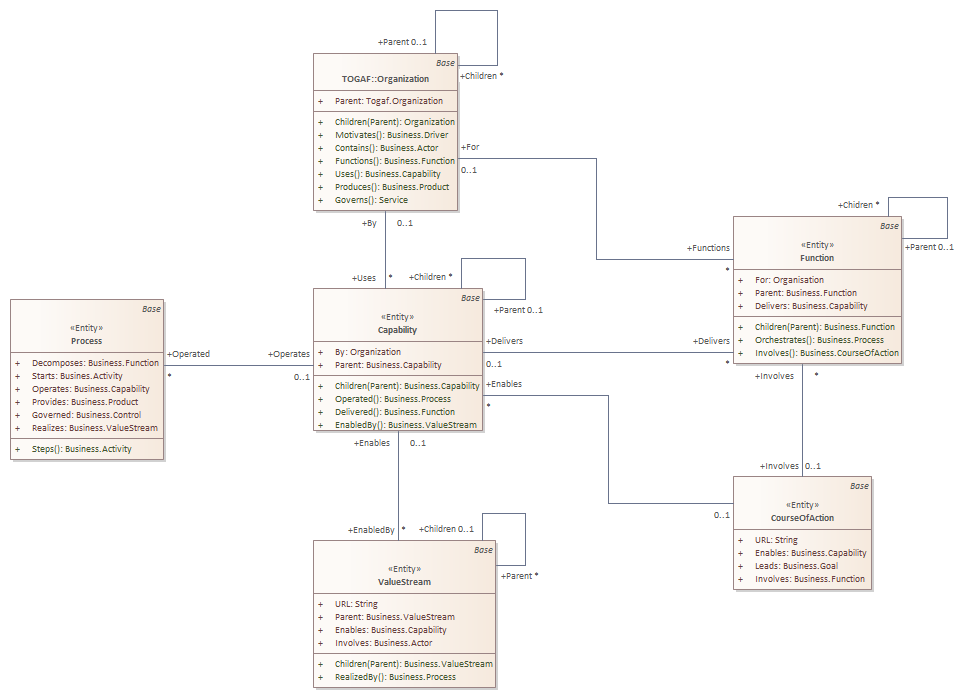 +Parent 0..1
Base
TOGAF::Organization
+Children *
+ Parent: Togaf.Organization
+ Children(Parent): Organization
+ Motivates(): Business.Driver
+ Contains(): Business.Actor
+ Functions(): Business.Function
+ Uses(): Business.Capability
+ Produces(): Business.Product
+ Governs(): Service
+For
0..1
+By 0..1
+Uses *
+Functions
*
+Chidren *
+Parent 0..1
Base
«Entity»
Function
+ For: Organisation
+ Parent: Business.Function
+ Delivers: Business.Capability
+ Children(Parent): Business.Function
+ Orchestrates(): Business.Process
+ Involves(): Business.CourseOfAction
+Children *
+Parent 0..1
Base
«Entity»
Capability
+ By: Organization
+ Parent: Business.Capability
+ Children(Parent): Business.Capability
+ Operated(): Business.Process
+ Delivered(): Business.Function
+ EnabledBy(): Business.ValueStream
+Delivers
0..1
+Delivers
*
+Enables
*
0..1
Base
«Entity»
Process
+ Decomposes: Business.Function
+ Starts: Busines.Activity
+ Operates: Business.Capability
+ Provides: Business.Product
+ Governed: Business.Control
+ Realizes: Business.ValueStream
+ Steps(): Business.Activity
+Operated
*
+Operates
0..1
+Involves *
+Involves 0..1
Base
«Entity»
CourseOfAction
+ URL: String
+ Enables: Business.Capability
+ Leads: Business.Goal
+ Involves: Business.Function
+Enables 0..1
+EnabledBy *
+Children 0..1
+Parent *
Base
«Entity»
ValueStream
+ URL: String
+ Parent: Business.ValueStream
+ Enables: Business.Capability
+ Involves: Business.Actor
+ Children(Parent): Business.ValueStream
+ RealizedBy(): Business.Process